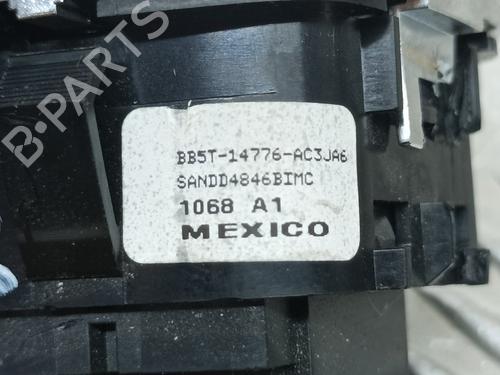 B-PARTS
BB5T-14776-AC3JA6
SANDD4846BIMC
1068 A1
MEXICO